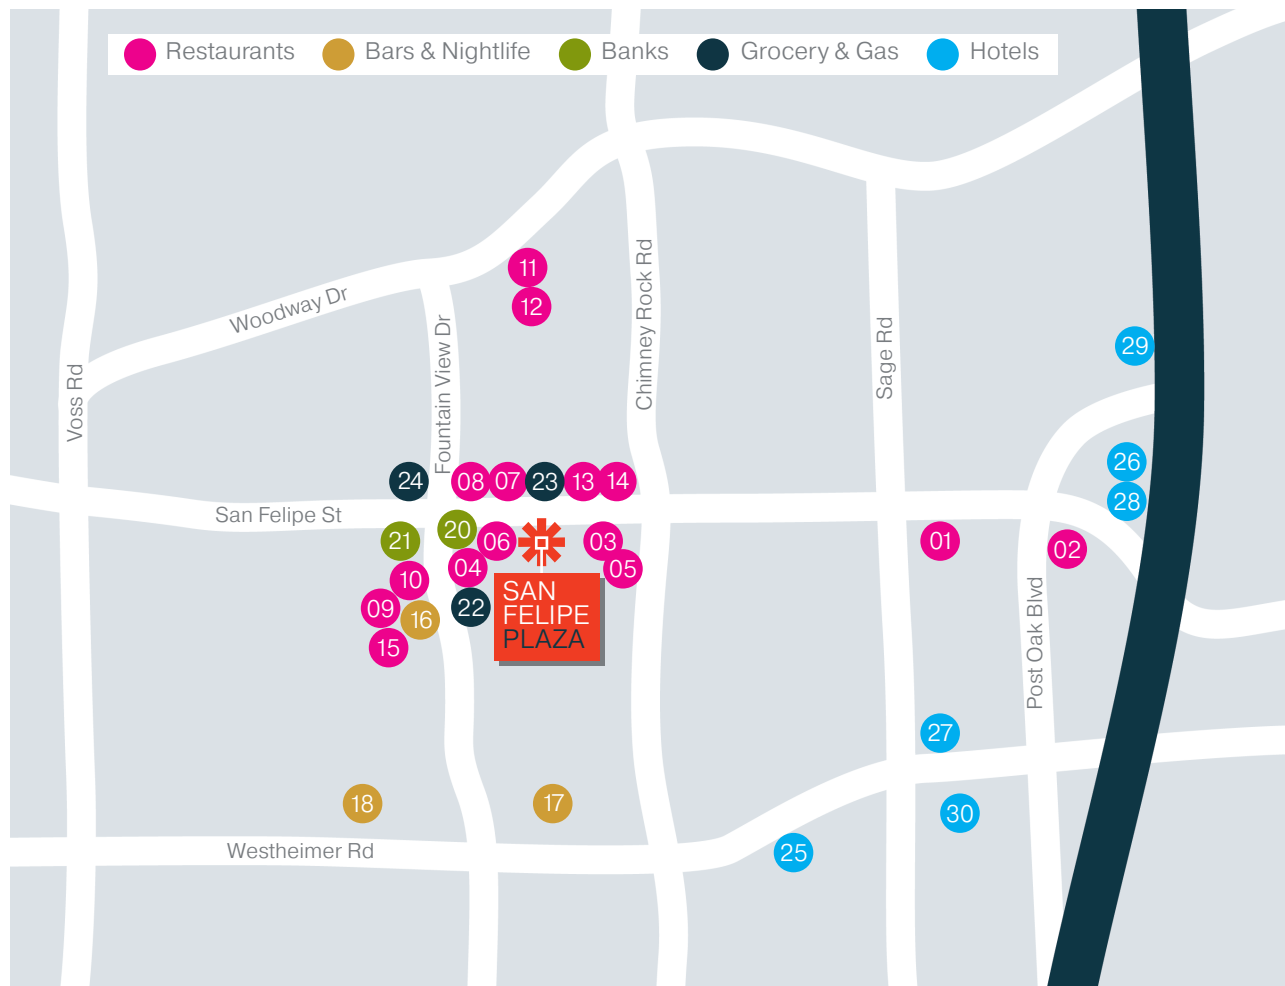 Restaurants
Bars & Nightlife
Banks
Grocery & Gas
Hotels
11
12
Woodway Dr
Voss Rd
Fountain View Dr
Chimney Rock Rd
Sage Rd
29
26
28
24
08
07
23
13
14
San Felipe St
21
20
06
03
01
02
04
05
10
09
22
16
15
SAN
FELIPE
PLAZA
Post Oak Blvd
27
18
17
30
Westheimer Rd
25